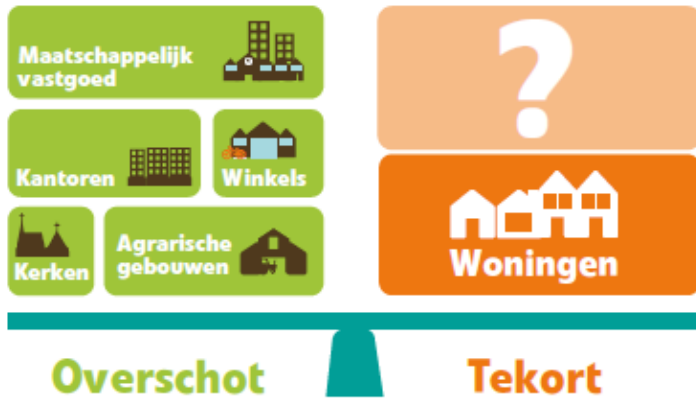 Maatschappelijk
vastgoed
Kantoren
Winkels
Kerken
Agrarische
gebouwen
?
Woningen
Overschot
Tekort